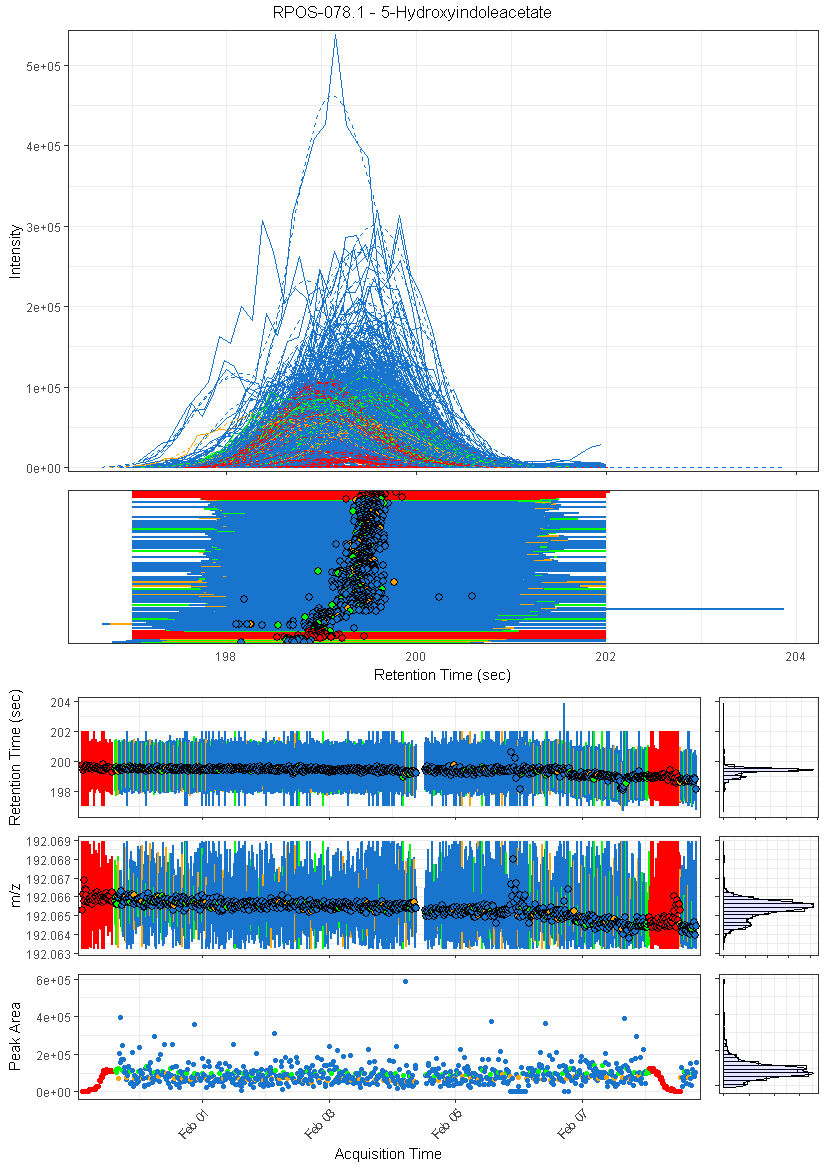 RPOS-078.1 - 5-Hydroxyindoleacetate
Intensity
5e+05
4e+05
3e+05
2e+05
1e+05
0e+00
198
200
202
204
Retention Time (sec)
Retention Time (sec)
204
202
200
198
m/z
192.069
192.068
192.067
192.066
192.065
192.064
192.063
Peak Area
6e+05
4e+05
2e+05
0e+00
Feb 01
Feb 03
Feb 05
Feb 07
Acquisition Time